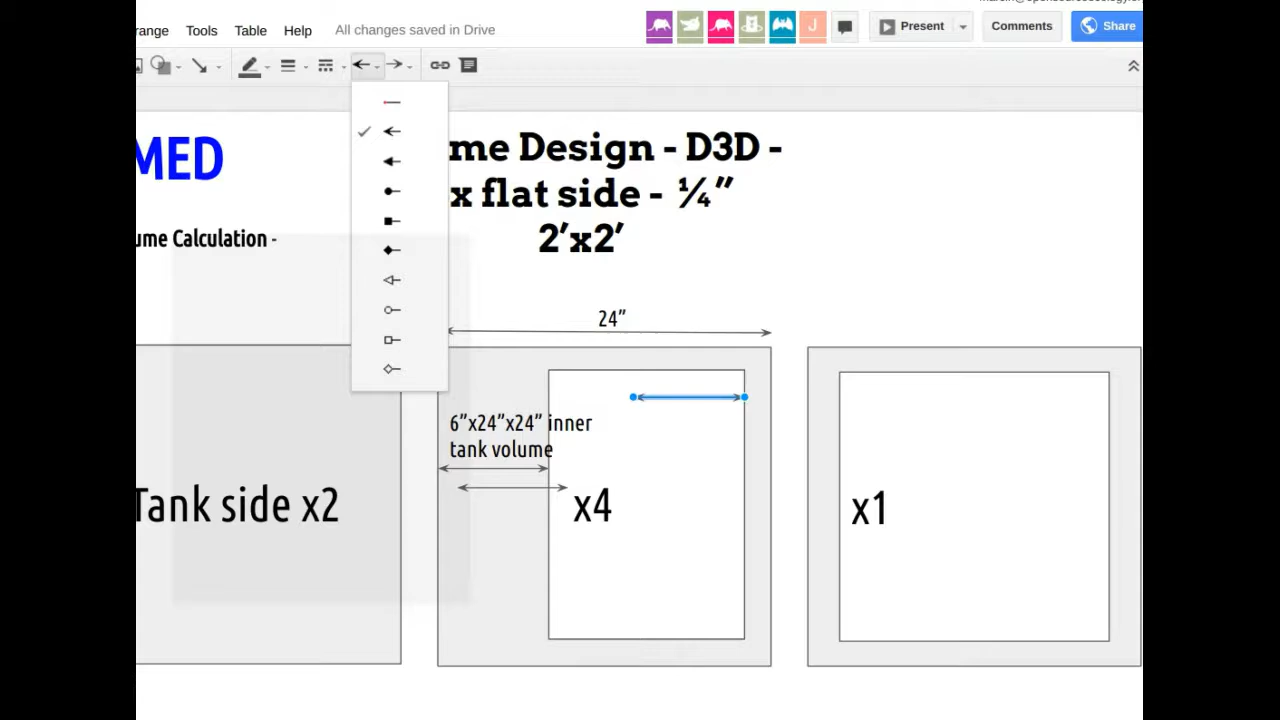 range Tools Table Help All changes saved in Drive J Present Comments Share
MED
me Design - D3D -
x flat side - ¼”
2’x2’
ume Calculation -
24”
6”x24”x24” inner
tank volume
Tank side x2
x4
x1